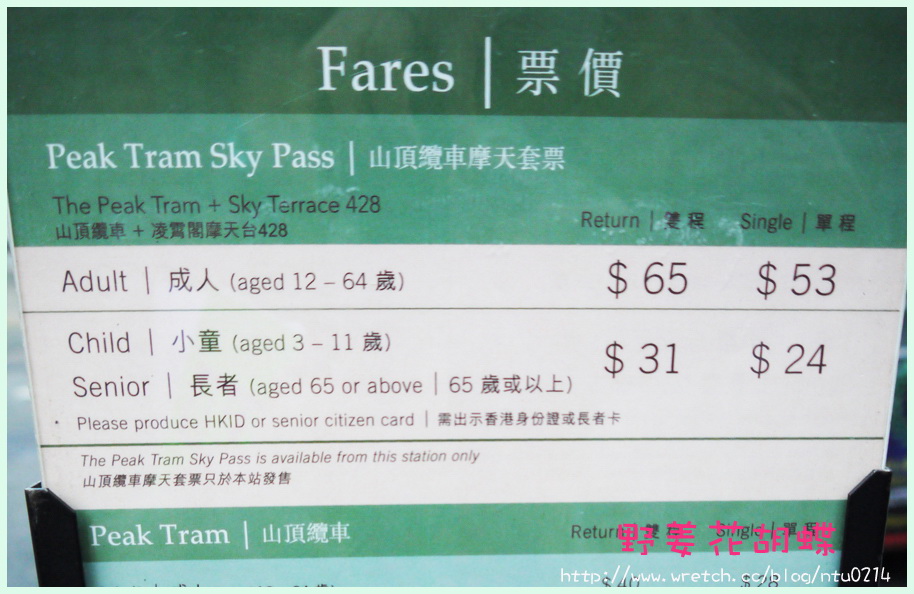 Fares | 票價
Peak Tram Sky Pass | 山頂纜車摩天套票
The Peak Tram + Sky Terrace 428
山頂纜車 + 凌霄閣摩天台428
Return | 雙程 Single | 單程
Adult | 成人 (aged 12 – 64 歲) $ 65 $ 53
Child | 小童 (aged 3 – 11 歲)
Senior | 長者 (aged 65 or above | 65 歲或以上) $ 31 $ 24
• Please produce HKID or senior citizen card | 需出示香港身份證或長者卡
The Peak Tram Sky Pass is available from this station only
山頂纜車摩天套票只於本站發售
Peak Tram | 山頂纜車 Return | 雙程 Single | 單程
野姜花胡蝶
http://www.wretch.cc/blog/ntu0214